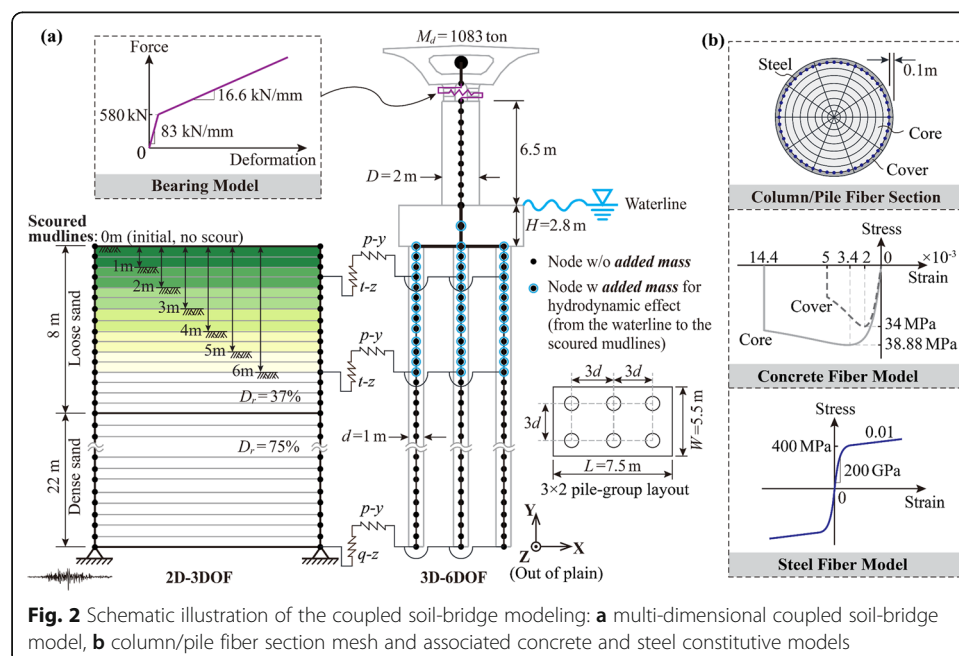 (a)
Force
580 kN
16.6 kN/mm
83 kN/mm
0
Deformation
Bearing Model
M_d = 1083 ton
6.5 m
D = 2 m
Waterline
H = 2.8 m
Scoured
mudlines: 0m (initial, no scour)
1m
2m
3m
4m
5m
6m
8 m
Loose sand
D_r = 37%
22 m
Dense sand
D_r = 75%
p-y
t-z
p-y
t-z
p-y
q-z
d = 1 m
Node w/o added mass
Node w added mass for
hydrodynamic effect
(from the waterline to the
scoured mudlines)
3d
3d
3d
W = 5.5 m
L = 7.5 m
3×2 pile-group layout
Y
X
Z
(Out of plain)
2D-3DOF
3D-6DOF
(b)
Steel
0.1m
Core
Cover
Column/Pile Fiber Section
Stress
14.4
5
3.4
2
0
×10⁻³
Strain
Cover
Core
34 MPa
38.88 MPa
Concrete Fiber Model
Stress
0.01
400 MPa
200 GPa
0
Strain
Steel Fiber Model
Fig. 2 Schematic illustration of the coupled soil-bridge modeling: a multi-dimensional coupled soil-bridge
model, b column/pile fiber section mesh and associated concrete and steel constitutive models